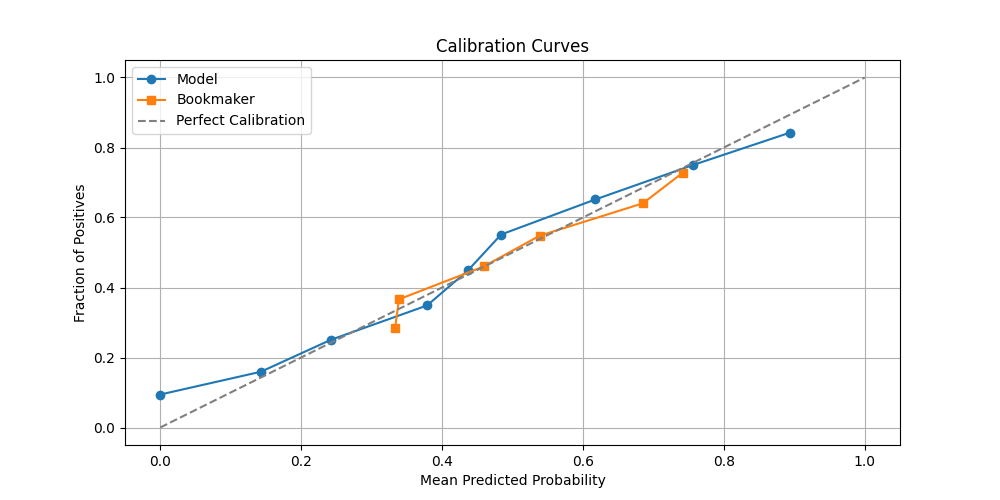 Calibration Curves
Model
Bookmaker
Perfect Calibration
1.0
0.8
0.6
0.4
0.2
0.0
Fraction of Positives
0.0 0.2 0.4 0.6 0.8 1.0
Mean Predicted Probability